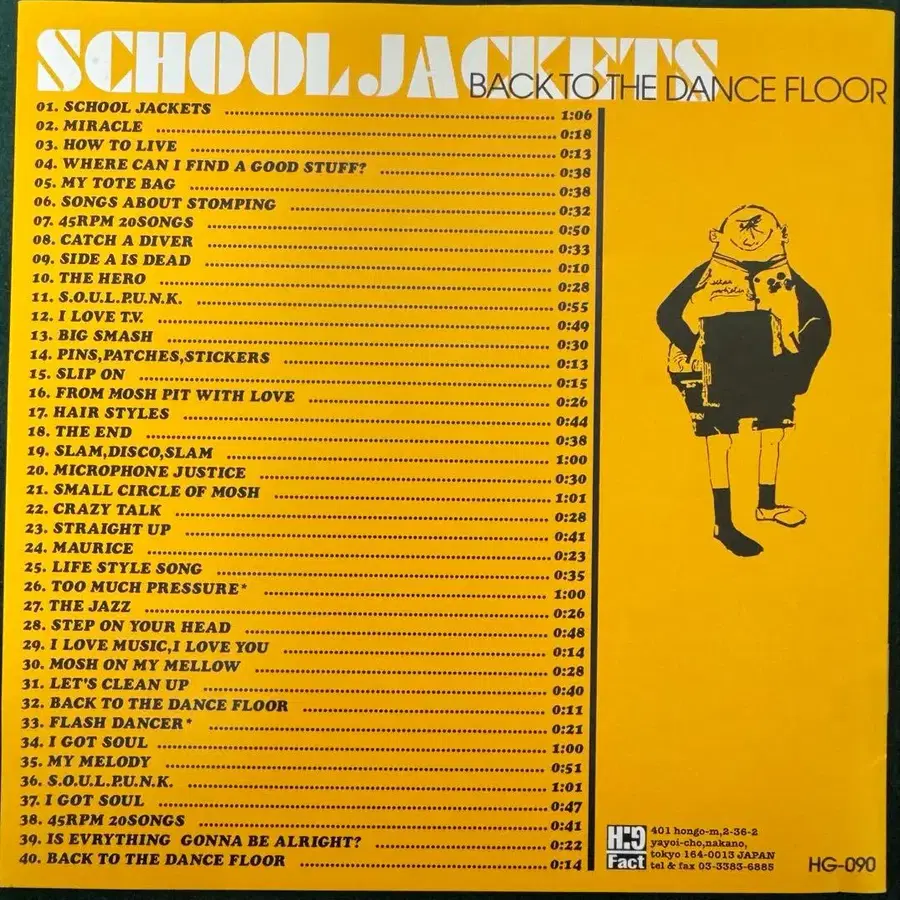 SCHOOL JACKETS
BACK TO THE DANCE FLOOR
01. SCHOOL JACKETS 1:06
02. MIRACLE 0:18
03. HOW TO LIVE 0:13
04. WHERE CAN I FIND A GOOD STUFF? 0:38
05. MY TOTE BAG 0:38
06. SONGS ABOUT STOMPING 0:32
07. 45RPM 20SONGS 0:50
08. CATCH A DIVER 0:33
09. SIDE A IS DEAD 0:10
10. THE HERO 0:28
11. S.O.U.L.P.U.N.K. 0:55
12. I LOVE T.V. 0:49
13. BIG SMASH 0:30
14. PINS,PATCHES,STICKERS 0:13
15. SLIP ON 0:15
16. FROM MOSH PIT WITH LOVE 0:26
17. HAIR STYLES 0:44
18. THE END 0:38
19. SLAM,DISCO,SLAM 1:00
20. MICROPHONE JUSTICE 0:30
21. SMALL CIRCLE OF MOSH 1:01
22. CRAZY TALK 0:28
23. STRAIGHT UP 0:41
24. MAURICE 0:23
25. LIFE STYLE SONG 0:35
26. TOO MUCH PRESSURE* 1:00
27. THE JAZZ 0:26
28. STEP ON YOUR HEAD 0:48
29. I LOVE MUSIC,I LOVE YOU 0:14
30. MOSH ON MY MELLOW 0:28
31. LET'S CLEAN UP 0:40
32. BACK TO THE DANCE FLOOR 0:11
33. FLASH DANCER* 0:21
34. I GOT SOUL 1:00
35. MY MELODY 0:51
36. S.O.U.L.P.U.N.K. 1:01
37. I GOT SOUL 0:47
38. 45RPM 20SONGS 0:41
39. IS EVRYTHING GONNA BE ALRIGHT? 0:22
40. BACK TO THE DANCE FLOOR 0:14
H:G
Fact
401 hongo-m,2-36-2
yayoi-cho,nakano,
tokyo 164-0013 JAPAN
tel & fax 03-3383-6885
HG-090